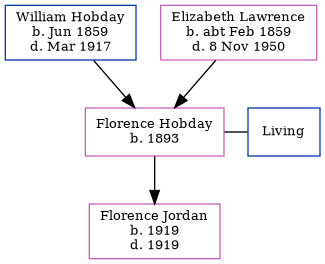 William Hobday
b. Jun 1859
d. Mar 1917
Elizabeth Lawrence
b. abt Feb 1859
d. 8 Nov 1950
Florence Hobday
b. 1893
Living
Florence Jordan
b. 1919
d. 1919